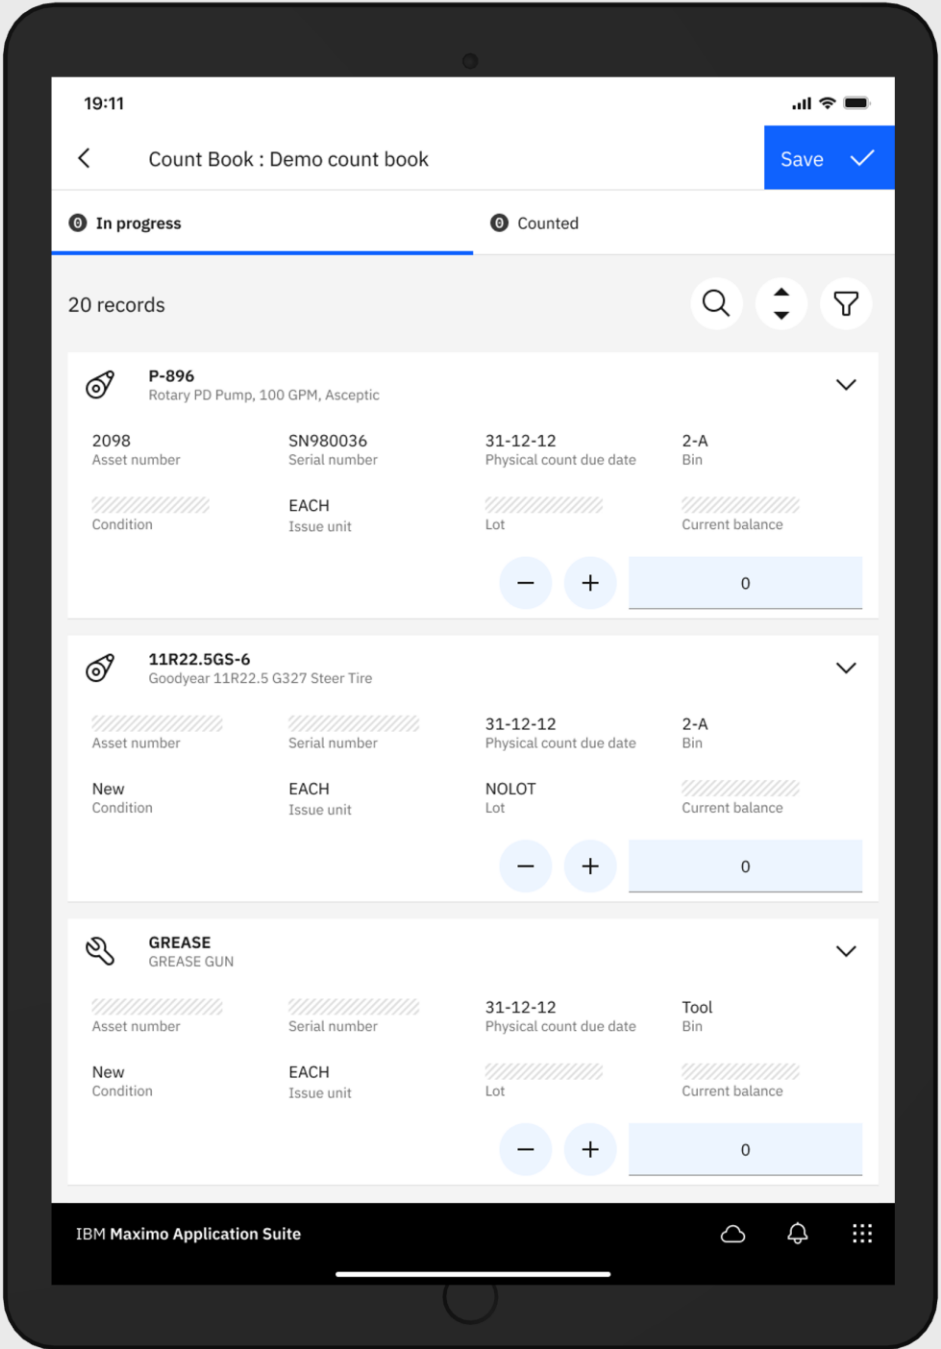 19:11
Count Book : Demo count book
Save
0 In progress
0 Counted
20 records
P-896
Rotary PD Pump, 100 GPM, Asceptic
2098 SN980036 31-12-12 2-A
Asset number Serial number Physical count due date Bin
EACH
Condition Issue unit Lot Current balance
0
11R22.5GS-6
Goodyear 11R22.5 G327 Steer Tire
31-12-12 2-A
Asset number Serial number Physical count due date Bin
New EACH NOLOT
Condition Issue unit Lot Current balance
0
GREASE
GREASE GUN
31-12-12 Tool
Asset number Serial number Physical count due date Bin
New EACH
Condition Issue unit Lot Current balance
0
IBM Maximo Application Suite